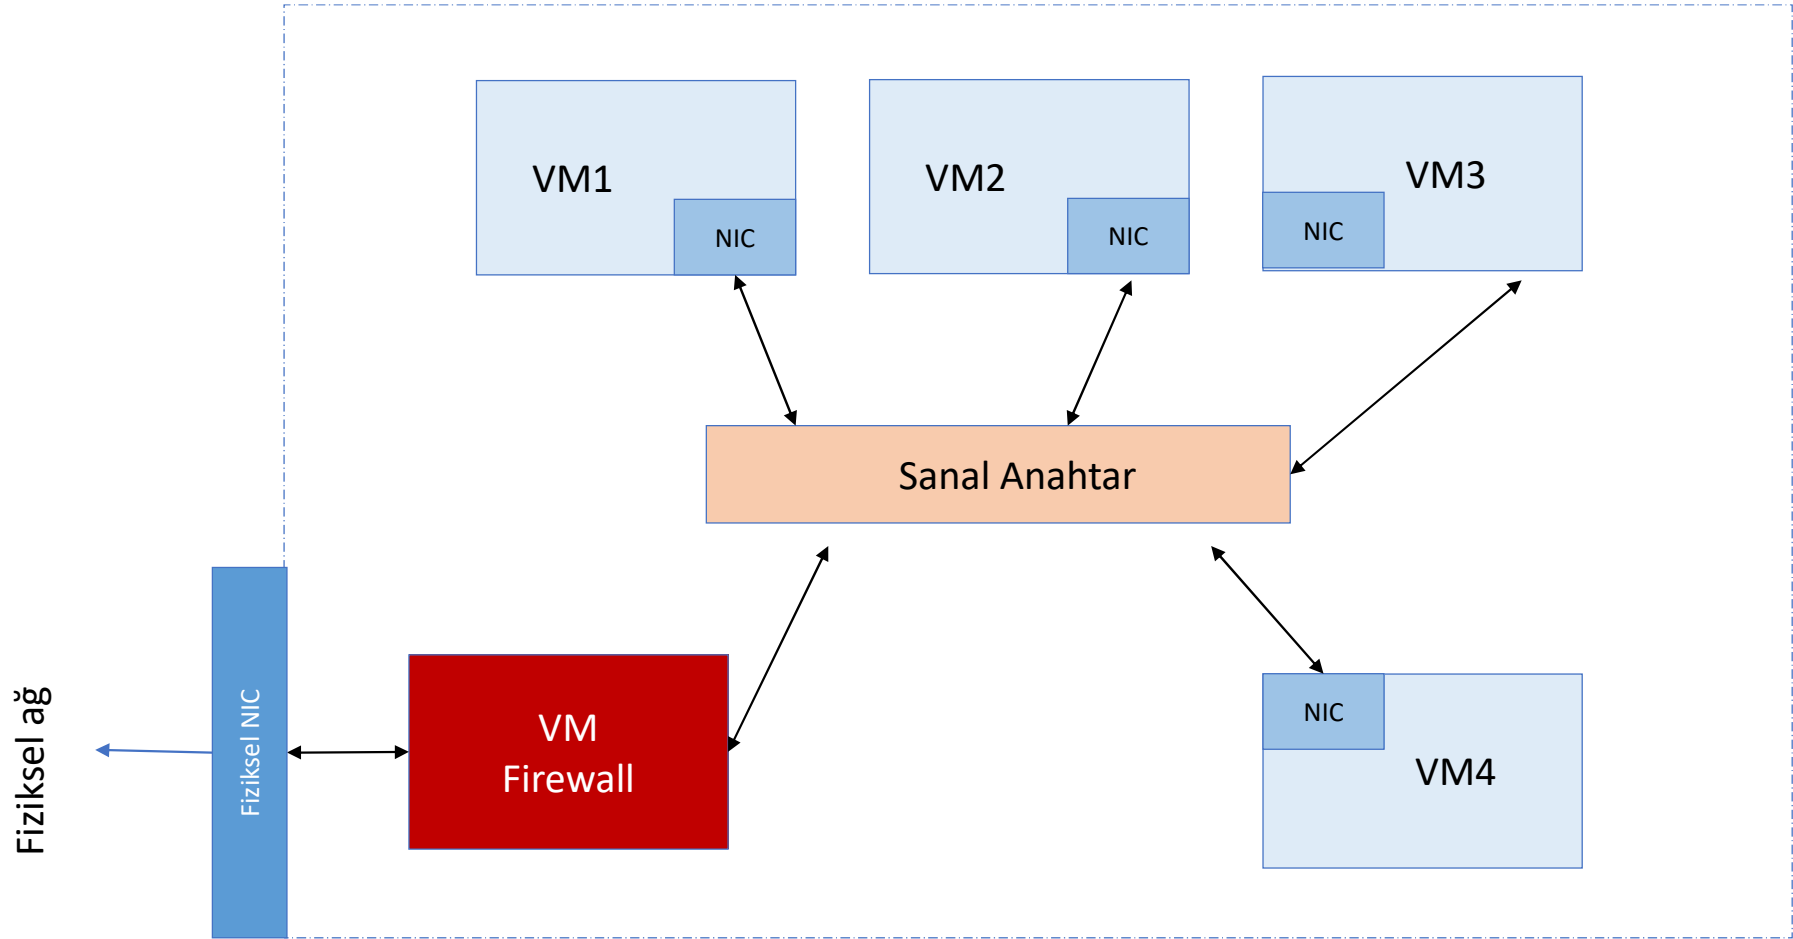 VM1
NIC
VM2
NIC
VM3
NIC
Sanal Anahtar
Fiziksel ağ
Fiziksel NIC
VM
Firewall
NIC
VM4